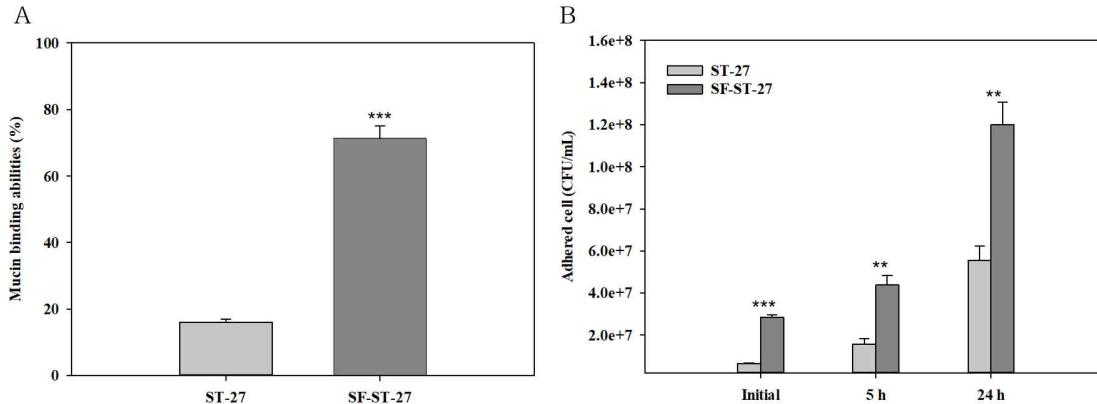 A
Mucin binding abilities (%)
100
80
60
40
20
0
***
ST-27
SF-ST-27
B
Adhered cell (CFU/mL)
1.6e+8
1.4e+8
1.2e+8
1.0e+8
8.0e+7
6.0e+7
4.0e+7
2.0e+7
ST-27
SF-ST-27
***
**
**
Initial
5 h
24 h